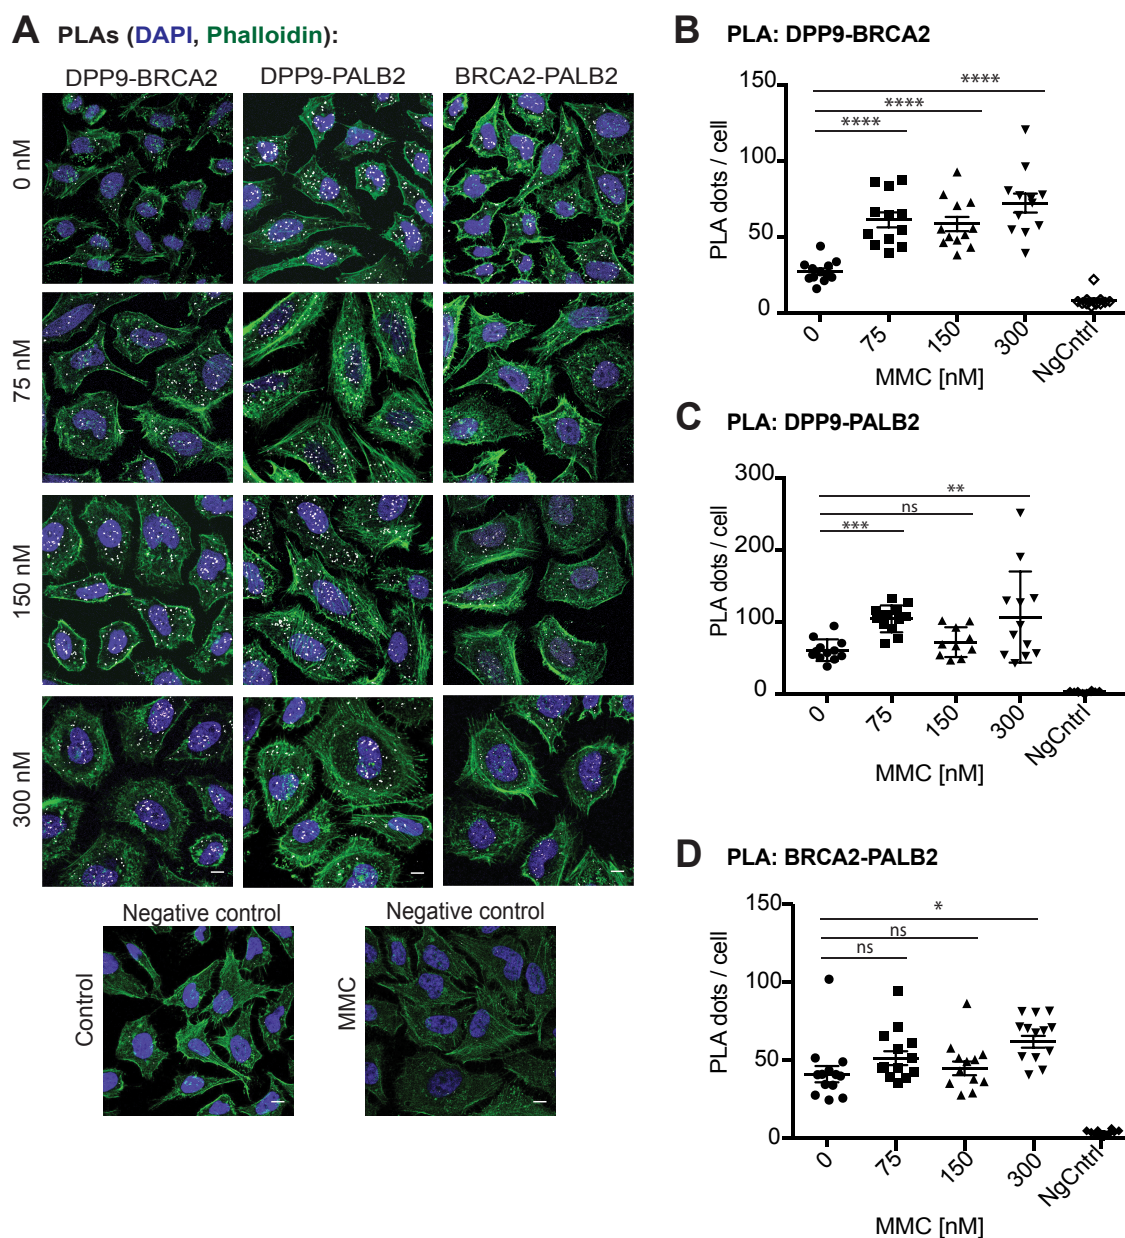 A PLAs (DAPI, Phalloidin):
DPP9-BRCA2 DPP9-PALB2 BRCA2-PALB2
0 nM
75 nM
150 nM
300 nM
Negative control Negative control
Control
MMC
B PLA: DPP9-BRCA2
PLA dots / cell
150
100
50
0
****
****
****
0 75 150 300 NgCntrl
MMC [nM]
C PLA: DPP9-PALB2
PLA dots / cell
300
200
100
0
**
ns
***
0 75 150 300 NgCntrl
MMC [nM]
D PLA: BRCA2-PALB2
PLA dots / cell
150
100
50
0
*
ns
ns
0 75 150 300 NgCntrl
MMC [nM]